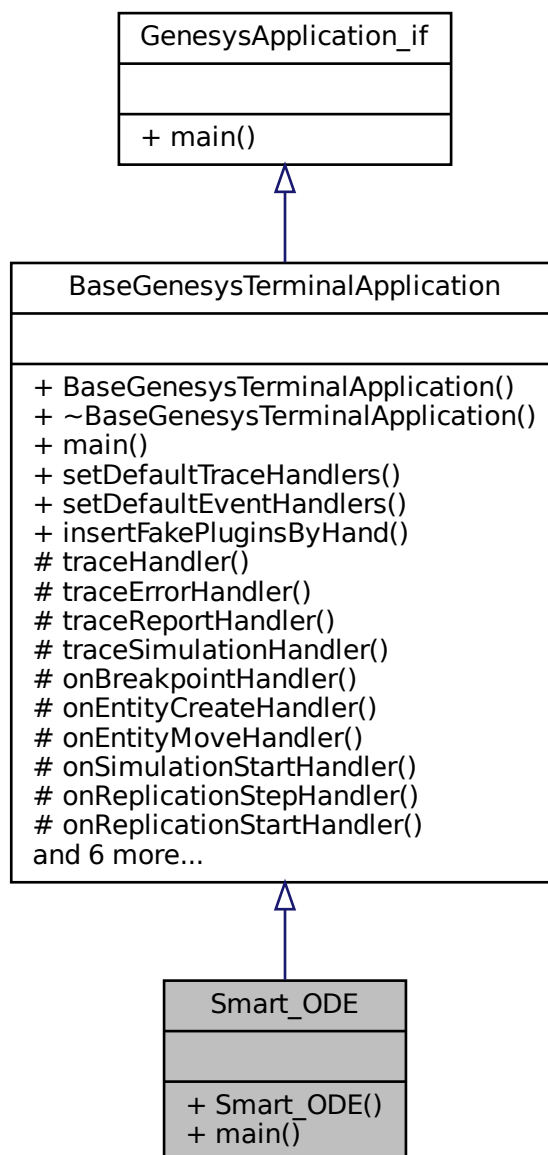 GenesysApplication_if
+ main()
BaseGenesysTerminalApplication
+ BaseGenesysTerminalApplication()
+ ~BaseGenesysTerminalApplication()
+ main()
+ setDefaultTraceHandlers()
+ setDefaultEventHandlers()
+ insertFakePluginsByHand()
# traceHandler()
# traceErrorHandler()
# traceReportHandler()
# traceSimulationHandler()
# onBreakpointHandler()
# onEntityCreateHandler()
# onEntityMoveHandler()
# onSimulationStartHandler()
# onReplicationStepHandler()
# onReplicationStartHandler()
and 6 more...
Smart_ODE
+ Smart_ODE()
+ main()